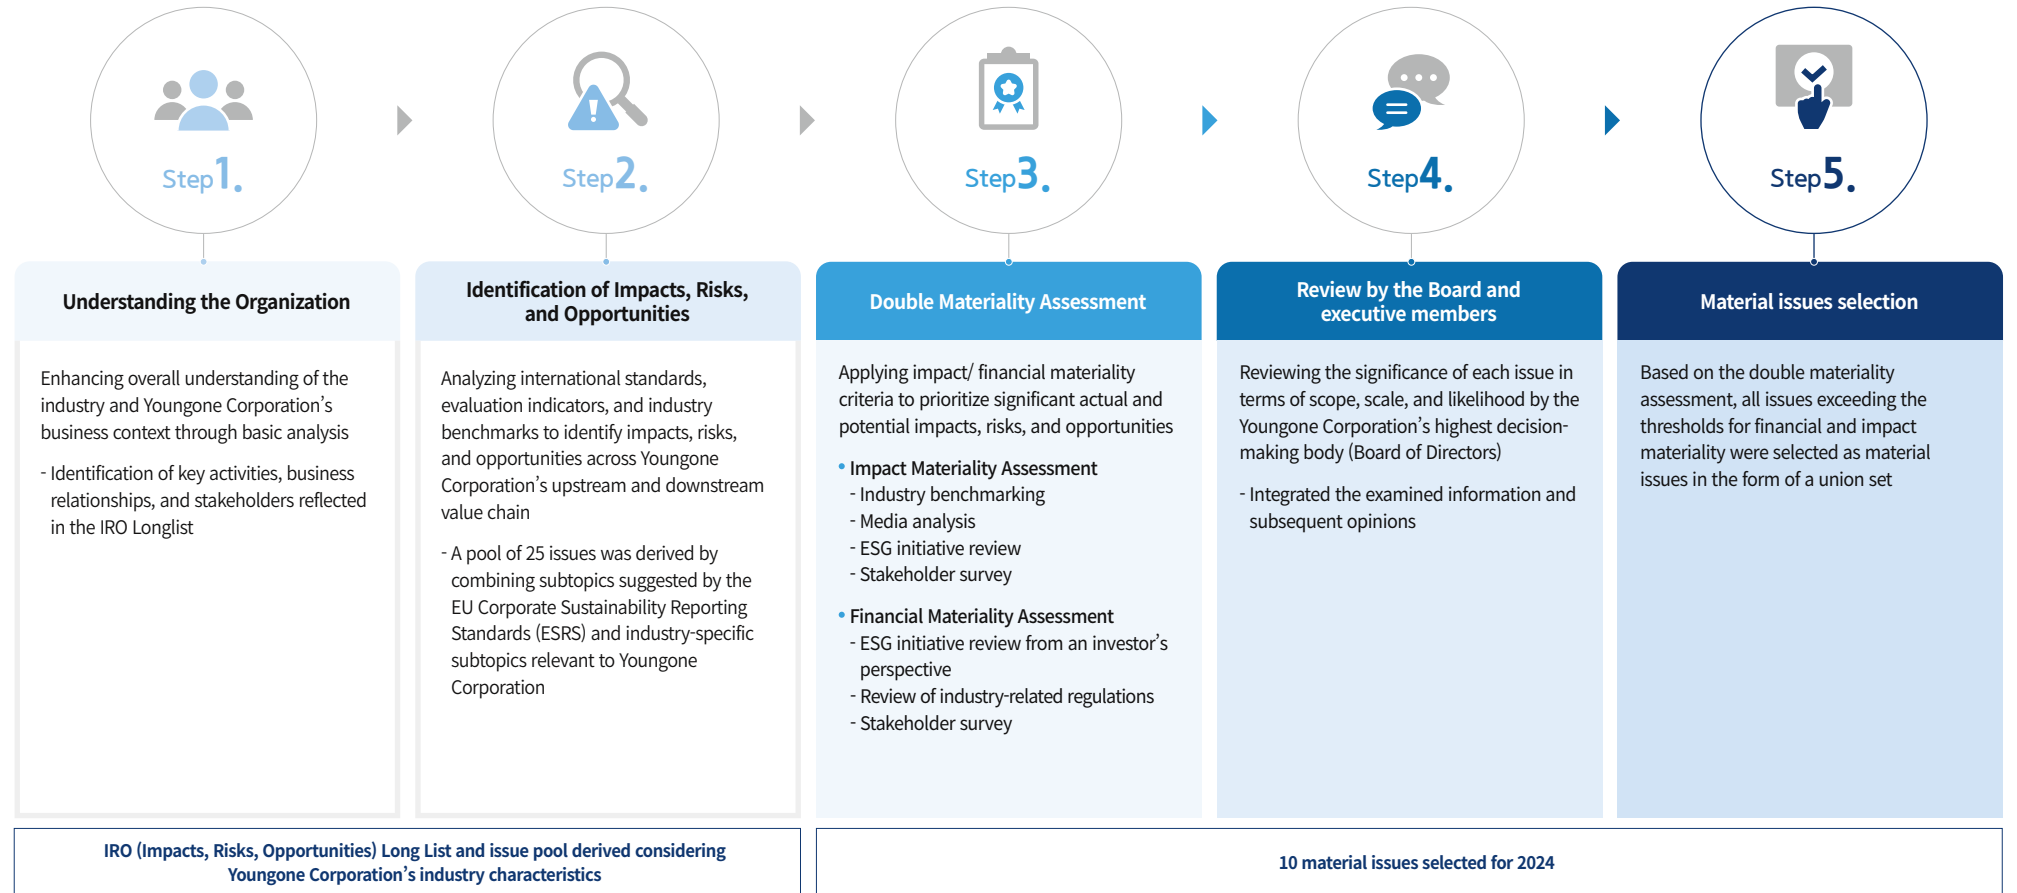 Step1.
Understanding the Organization
Enhancing overall understanding of the
industry and Youngone Corporation’s
business context through basic analysis
- Identification of key activities, business
relationships, and stakeholders reflected
in the IRO Longlist
Step2.
Identification of Impacts, Risks,
and Opportunities
Analyzing international standards,
evaluation indicators, and industry
benchmarks to identify impacts, risks,
and opportunities across Youngone
Corporation’s upstream and downstream
value chain
- A pool of 25 issues was derived by
combining subtopics suggested by the
EU Corporate Sustainability Reporting
Standards (ESRS) and industry-specific
subtopics relevant to Youngone
Corporation
Step3.
Double Materiality Assessment
Applying impact/ financial materiality
criteria to prioritize significant actual and
potential impacts, risks, and opportunities
• Impact Materiality Assessment
- Industry benchmarking
- Media analysis
- ESG initiative review
- Stakeholder survey
• Financial Materiality Assessment
- ESG initiative review from an investor’s
perspective
- Review of industry-related regulations
- Stakeholder survey
Step4.
Review by the Board and
executive members
Reviewing the significance of each issue in
terms of scope, scale, and likelihood by the
Youngone Corporation’s highest decision-
making body (Board of Directors)
- Integrated the examined information and
subsequent opinions
Step5.
Material issues selection
Based on the double materiality
assessment, all issues exceeding the
thresholds for financial and impact
materiality were selected as material
issues in the form of a union set
IRO (Impacts, Risks, Opportunities) Long List and issue pool derived considering
Youngone Corporation’s industry characteristics
10 material issues selected for 2024